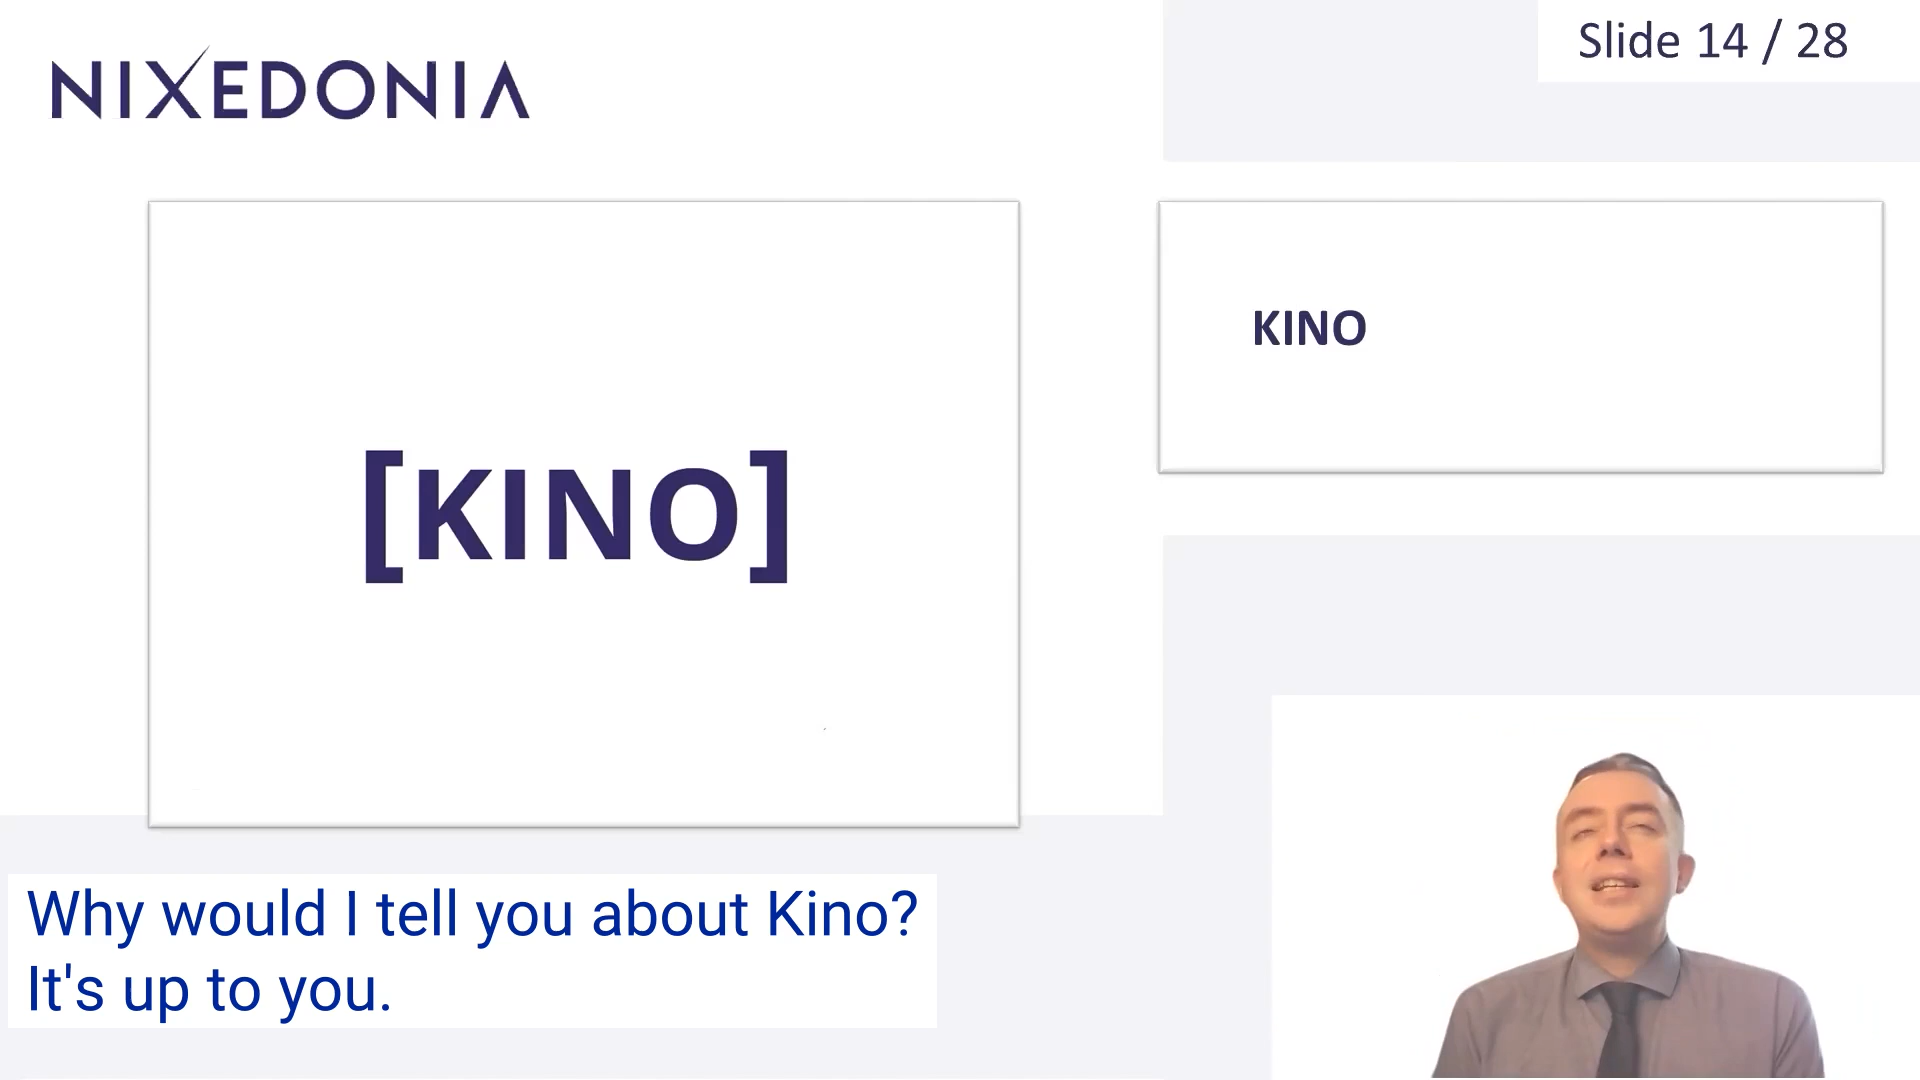 NIXEDONIA
Slide 14 / 28
[KINO]
KINO
Why would I tell you about Kino?
It's up to you.